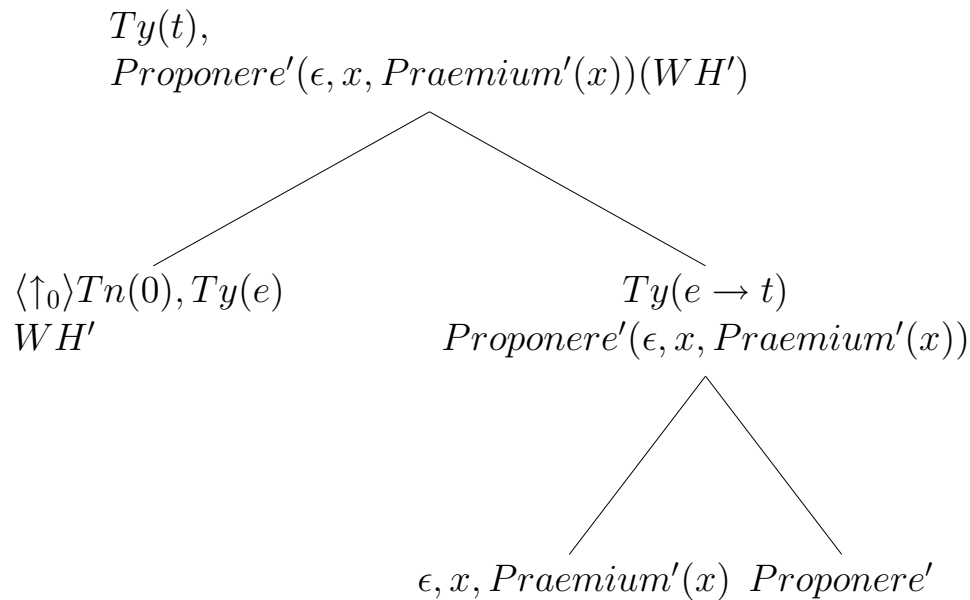 Ty(t),
Proponere′(ϵ, x, Praemium′(x))(WH′)
⟨↑₀⟩Tn(0), Ty(e)
WH′
Ty(e → t)
Proponere′(ϵ, x, Praemium′(x))
ϵ, x, Praemium′(x) Proponere′